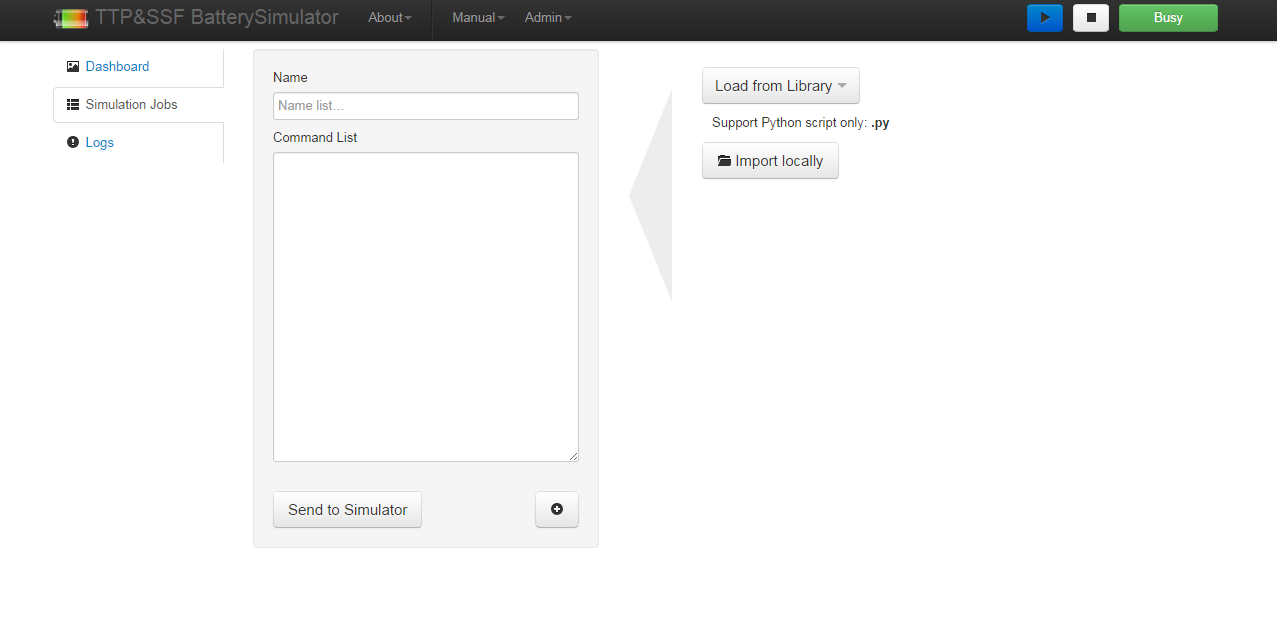 TTP&SSF BatterySimulator About Manual Admin Busy
Dashboard
Simulation Jobs
Logs
Name
Name list...
Command List
Send to Simulator
Load from Library
Support Python script only: .py
Import locally